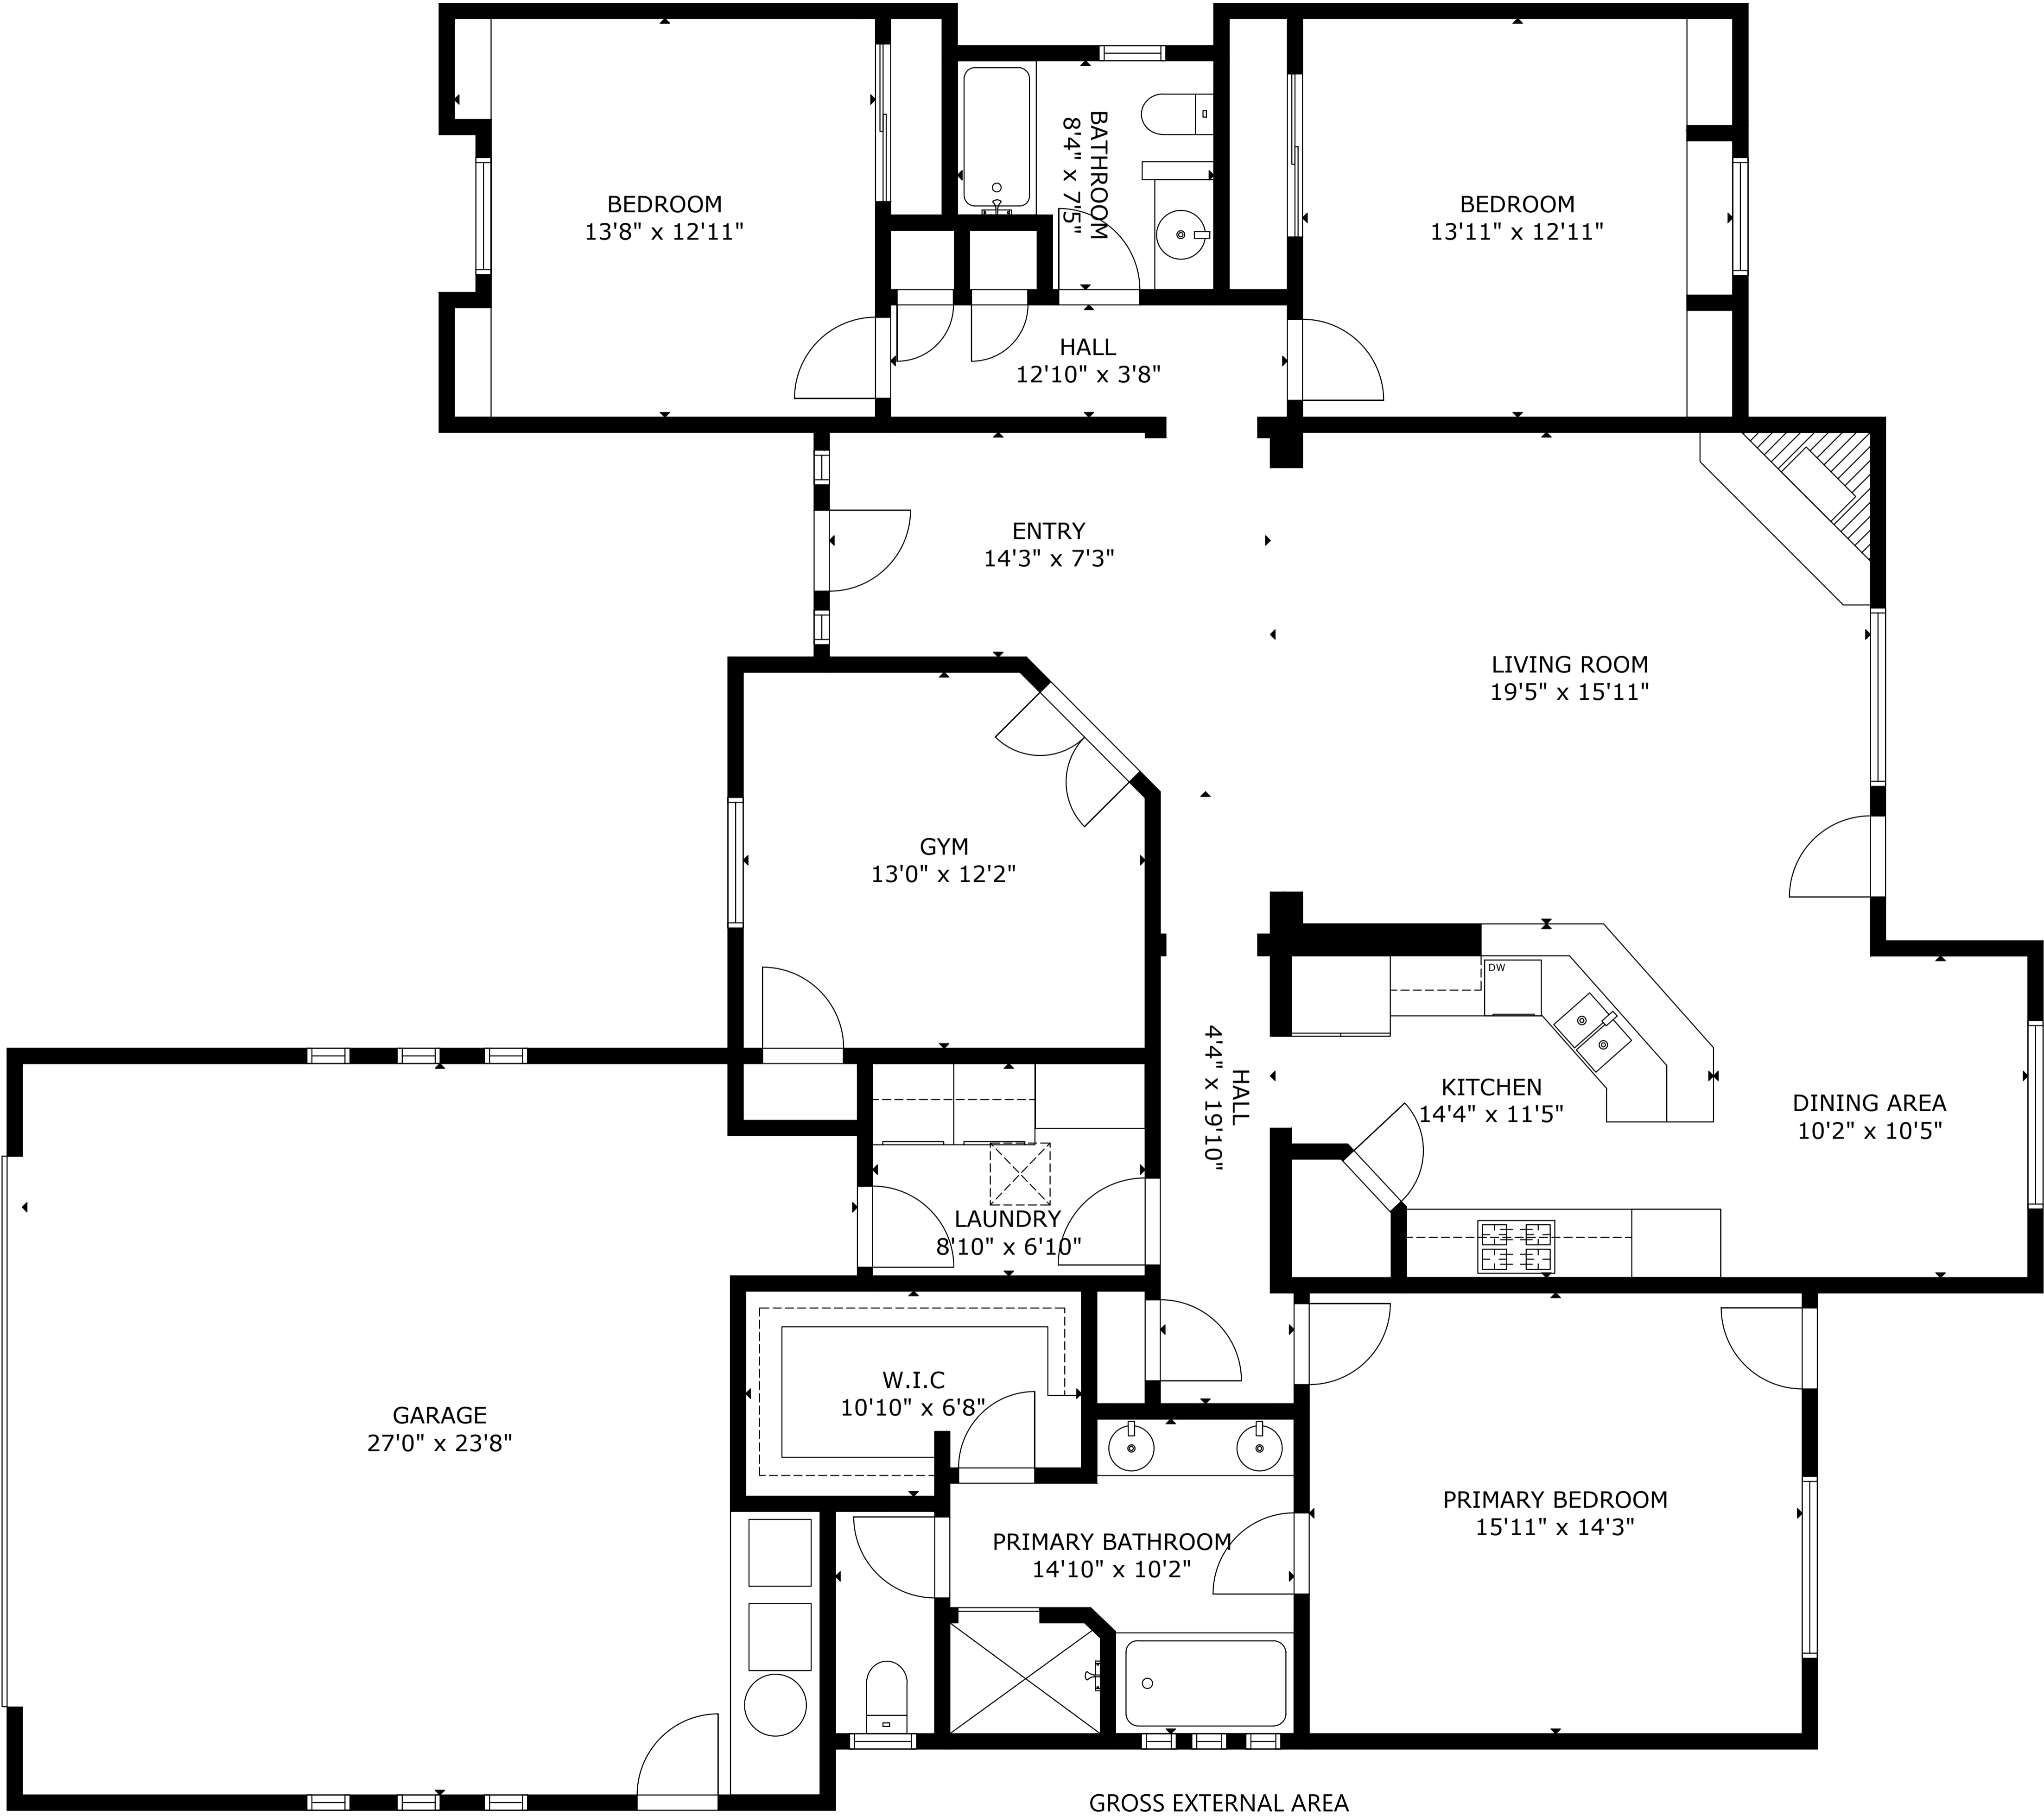 BEDROOM
13'8" x 12'11"
BATHROOM
8'4" x 7'5"
BEDROOM
13'11" x 12'11"
HALL
12'10" x 3'8"
ENTRY
14'3" x 7'3"
LIVING ROOM
19'5" x 15'11"
GYM
13'0" x 12'2"
DW
HALL
4'4" x 19'10"
KITCHEN
14'4" x 11'5"
DINING AREA
10'2" x 10'5"
LAUNDRY
8'10" x 6'10"
W.I.C
10'10" x 6'8"
GARAGE
27'0" x 23'8"
PRIMARY BEDROOM
15'11" x 14'3"
PRIMARY BATHROOM
14'10" x 10'2"
GROSS EXTERNAL AREA